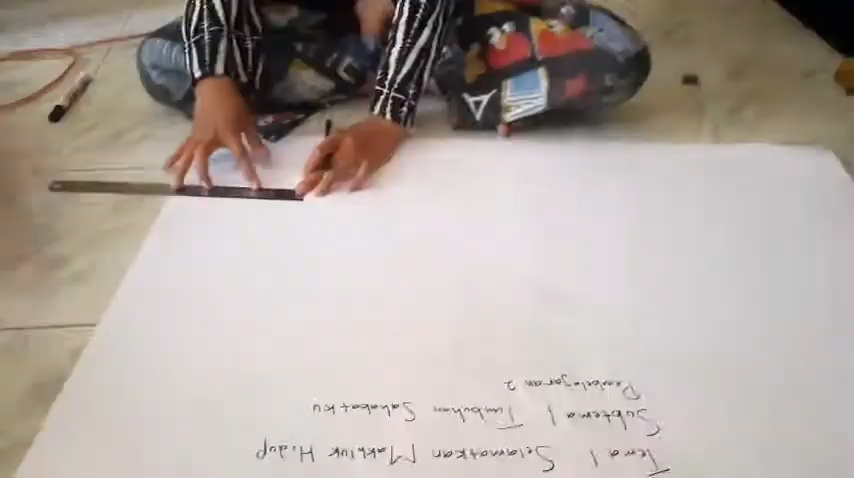 Tema 1 Selamatkan Makhluk Hidup
Subtema 1 Tumbuhan Sahabatku
Pembelajaran 2